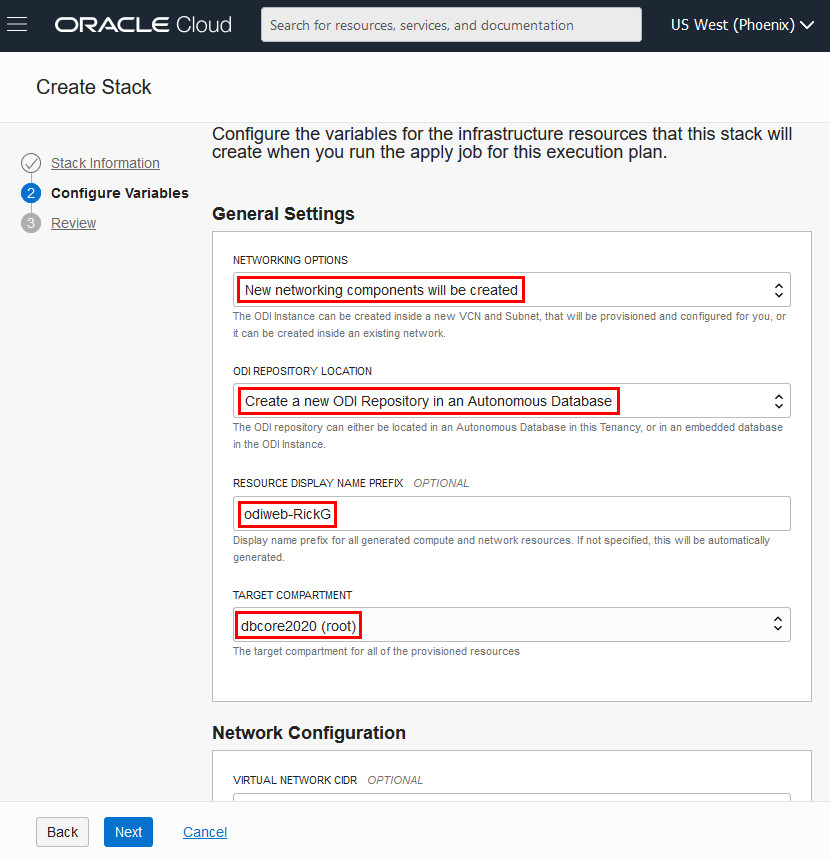 ORACLE Cloud
Search for resources, services, and documentation
US West (Phoenix)
Create Stack
Stack Information
2 Configure Variables
3 Review
Configure the variables for the infrastructure resources that this stack will
create when you run the apply job for this execution plan.
General Settings
NETWORKING OPTIONS
New networking components will be created
The ODI Instance can be created inside a new VCN and Subnet, that will be provisioned and configured for you, or
it can be created inside an existing network.
ODI REPOSITORY LOCATION
Create a new ODI Repository in an Autonomous Database
The ODI repository can either be located in an Autonomous Database in this Tenancy, or in an embedded database
in the ODI Instance.
RESOURCE DISPLAY NAME PREFIX OPTIONAL
odiweb-RickG
Display name prefix for all generated compute and network resources. If not specified, this will be automatically
generated.
TARGET COMPARTMENT
dbcore2020 (root)
The target compartment for all of the provisioned resources
Network Configuration
VIRTUAL NETWORK CIDR OPTIONAL
Back
Next
Cancel